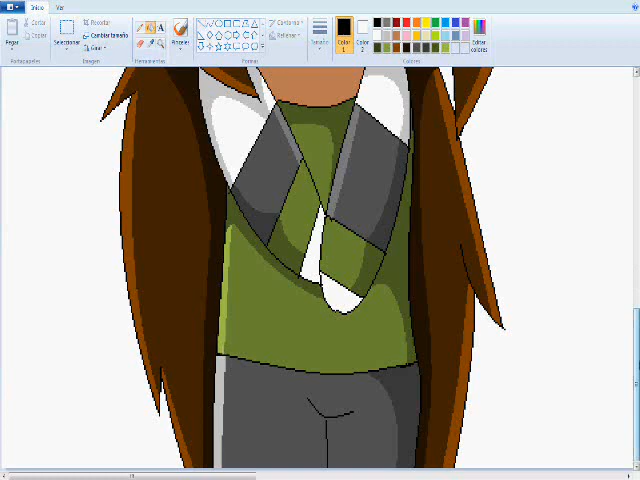 Inicio Ver
Pegar
Cortar
Copiar
Portapapeles
Seleccionar
Recortar
Cambiar tamaño
Girar
Imagen
A
Herramientas
Pinceles
Contorno
Rellenar
Formas
Tamaño
Color 1
Color 2
Editar colores
Colores